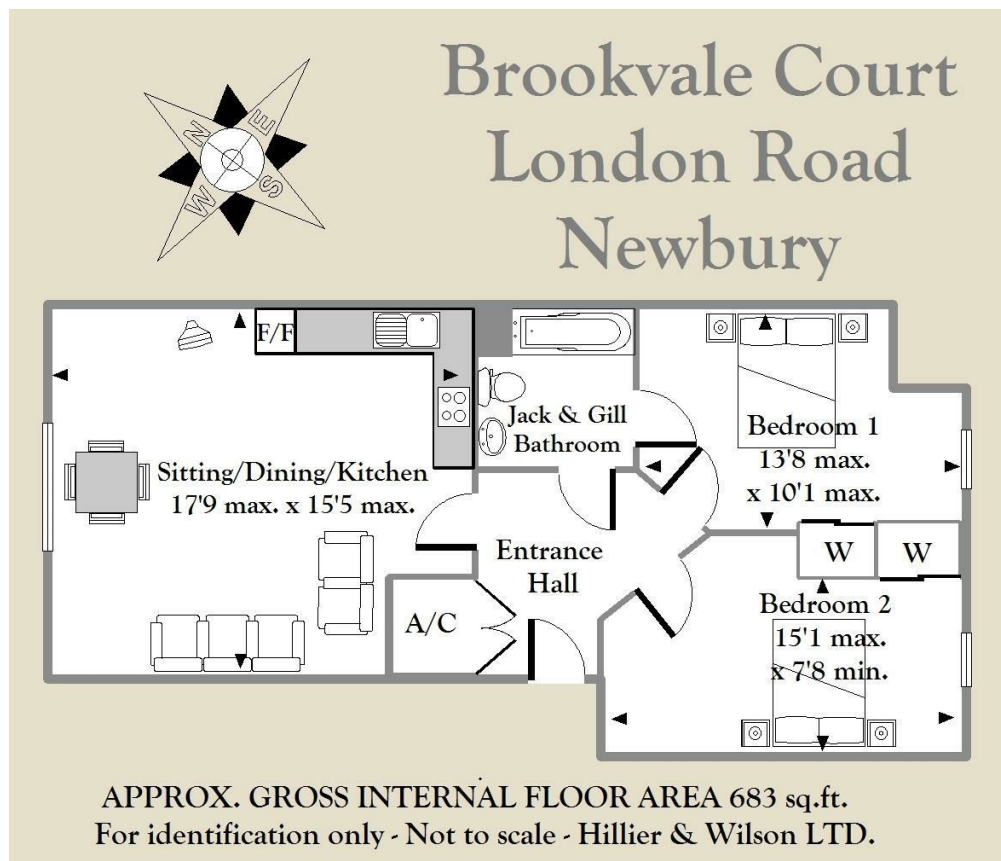 Brookvale Court
London Road
Newbury
N
E
W
S
F/F
Jack & Gill
Bathroom
Bedroom 1
13'8 max.
x 10'1 max.
Sitting/Dining/Kitchen
17'9 max. x 15'5 max.
Entrance
Hall
W
W
A/C
Bedroom 2
15'1 max.
x 7'8 min.
APPROX. GROSS INTERNAL FLOOR AREA 683 sq.ft.
For identification only - Not to scale - Hillier & Wilson LTD.